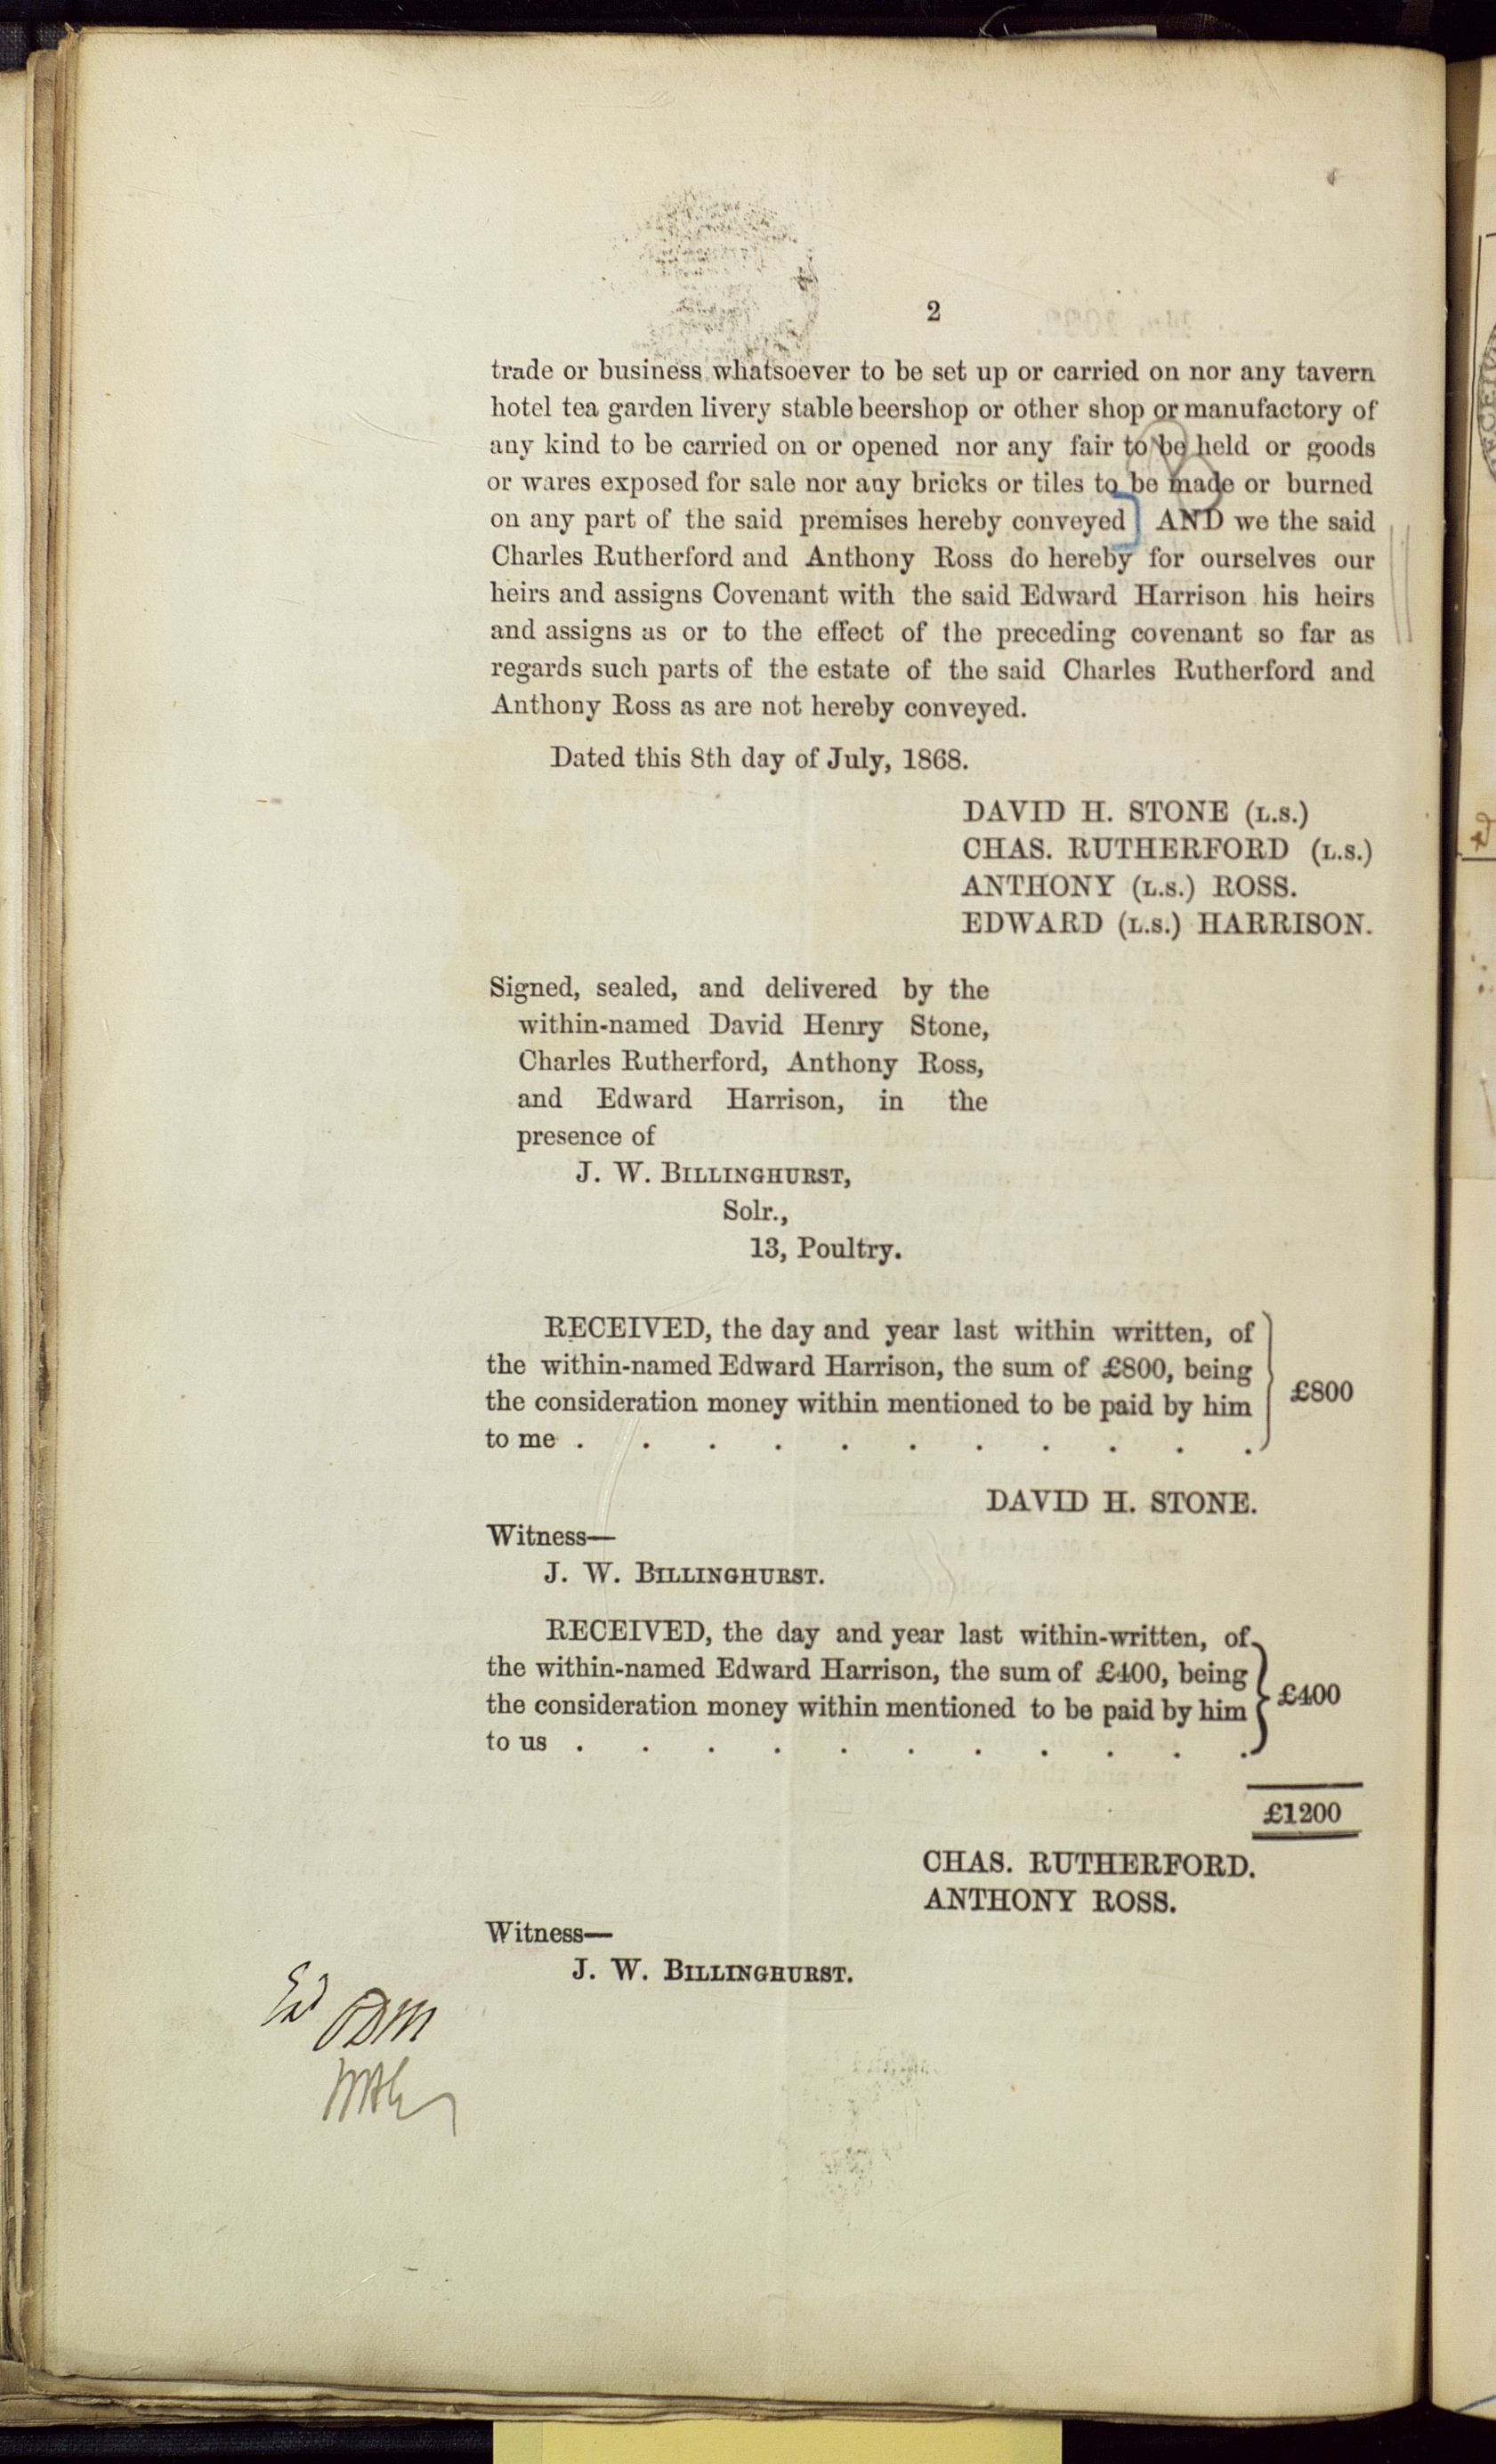 2
trade or business whatsoever to be set up or carried on nor any tavern
hotel tea garden livery stable beershop or other shop or manufactory of
any kind to be carried on or opened nor any fair to be held or goods
or wares exposed for sale nor any bricks or tiles to be made or burned
on any part of the said premises hereby conveyed] AND we the said
Charles Rutherford and Anthony Ross do hereby for ourselves our
heirs and assigns Covenant with the said Edward Harrison his heirs
and assigns as or to the effect of the preceding covenant so far as
regards such parts of the estate of the said Charles Rutherford and
Anthony Ross as are not hereby conveyed.
Dated this 8th day of July, 1868.
DAVID H. STONE (L.S.)
CHAS. RUTHERFORD (L.S.)
ANTHONY (L.S.) ROSS.
EDWARD (L.S.) HARRISON.
Signed, sealed, and delivered by the
within-named David Henry Stone,
Charles Rutherford, Anthony Ross,
and Edward Harrison, in the
presence of
J. W. BILLINGHURST,
Solr.,
13, Poultry.
RECEIVED, the day and year last within written, of
the within-named Edward Harrison, the sum of £800, being
the consideration money within mentioned to be paid by him
to me . . . . . . . . . . .
£800
DAVID H. STONE.
Witness—
J. W. BILLINGHURST.
RECEIVED, the day and year last within-written, of
the within-named Edward Harrison, the sum of £400, being
the consideration money within mentioned to be paid by him
to us . . . . . . . . . . .
£400
£1200
CHAS. RUTHERFORD.
ANTHONY ROSS.
Witness—
J. W. BILLINGHURST.